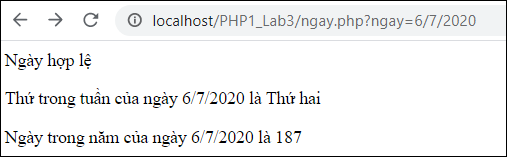 localhost/PHP1_Lab3/ngay.php?ngay=6/7/2020
Ngày hợp lệ
Thứ trong tuần của ngày 6/7/2020 là Thứ hai
Ngày trong năm của ngày 6/7/2020 là 187